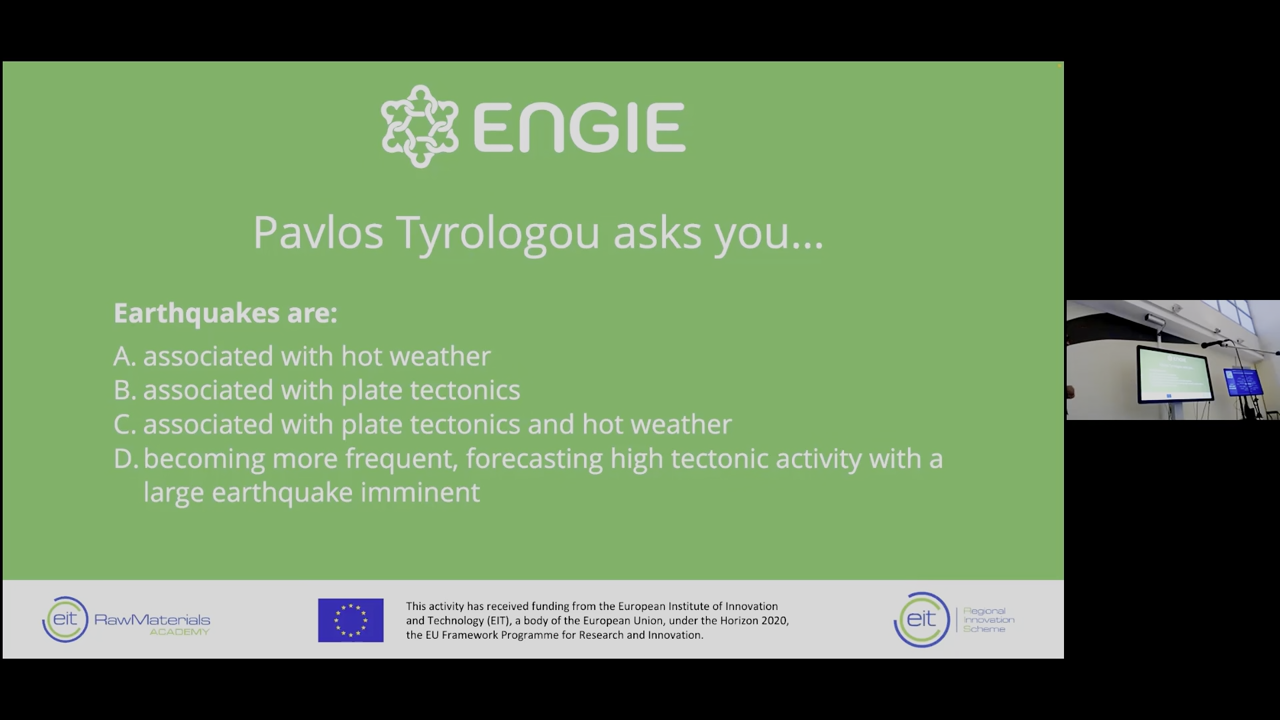 ENGIE
Pavlos Tyrologou asks you...
Earthquakes are:
A. associated with hot weather
B. associated with plate tectonics
C. associated with plate tectonics and hot weather
D. becoming more frequent, forecasting high tectonic activity with a
large earthquake imminent
eit RawMaterials
ACADEMY
This activity has received funding from the European Institute of Innovation
and Technology (EIT), a body of the European Union, under the Horizon 2020,
the EU Framework Programme for Research and Innovation.
eit Regional
Innovation
Scheme